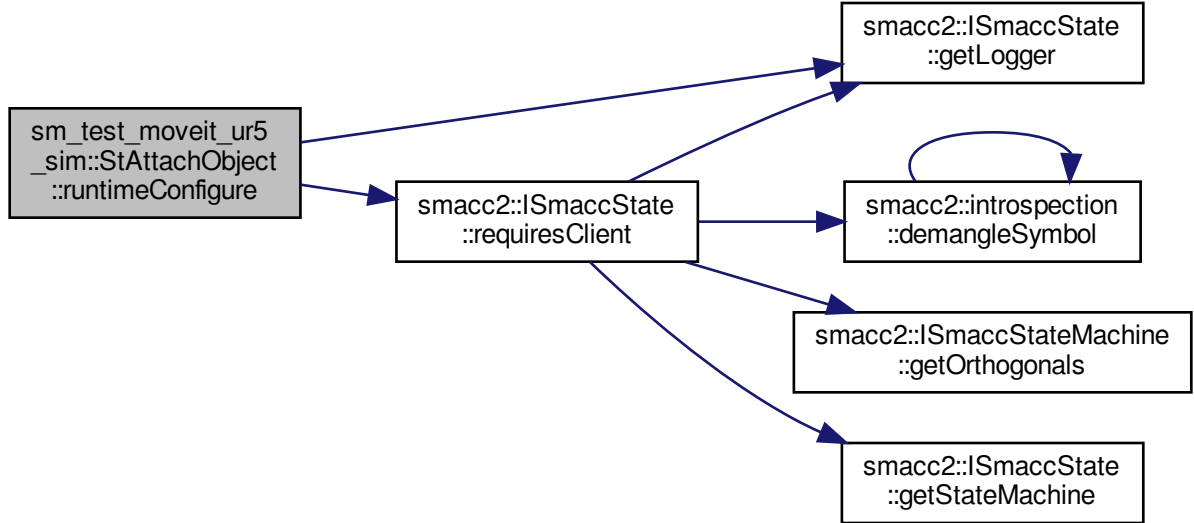 smacc2::ISmaccState
::getLogger
sm_test_moveit_ur5
_sim::StAttachObject
::runtimeConfigure
smacc2::ISmaccState
::requiresClient
smacc2::introspection
::demangleSymbol
smacc2::ISmaccStateMachine
::getOrthogonals
smacc2::ISmaccState
::getStateMachine